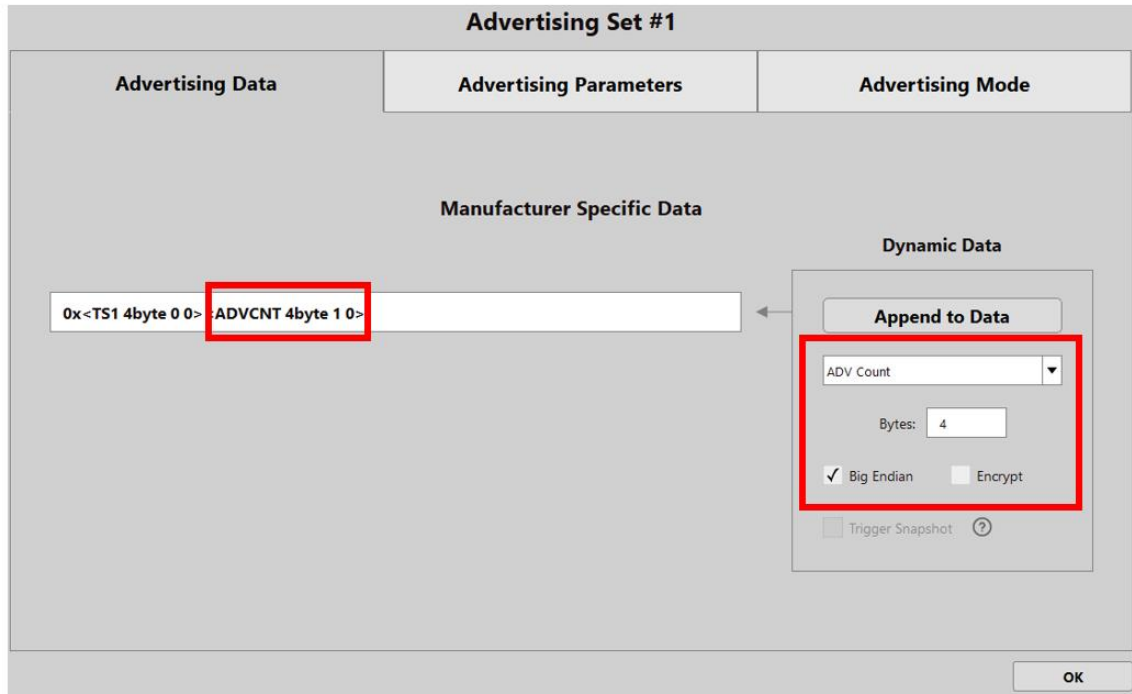 Advertising Set #1
Advertising Data
Advertising Parameters
Advertising Mode
Manufacturer Specific Data
Dynamic Data
0x<TS1 4byte 0 0> <ADVCNT 4byte 1 0>
Append to Data
ADV Count
Bytes: 4
Big Endian Encrypt
Trigger Snapshot ?
OK